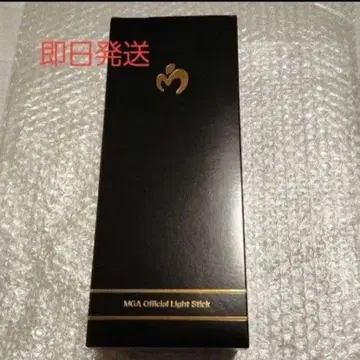 即日発送
MGA Official Light Stick